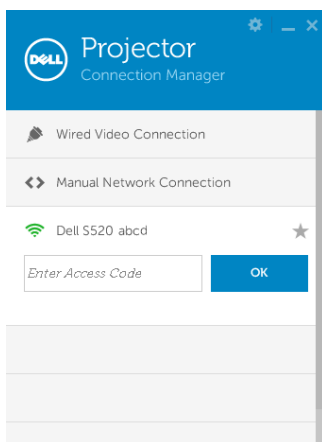 DELL
Projector
Connection Manager
Wired Video Connection
Manual Network Connection
Dell S520 abcd
Enter Access Code
OK